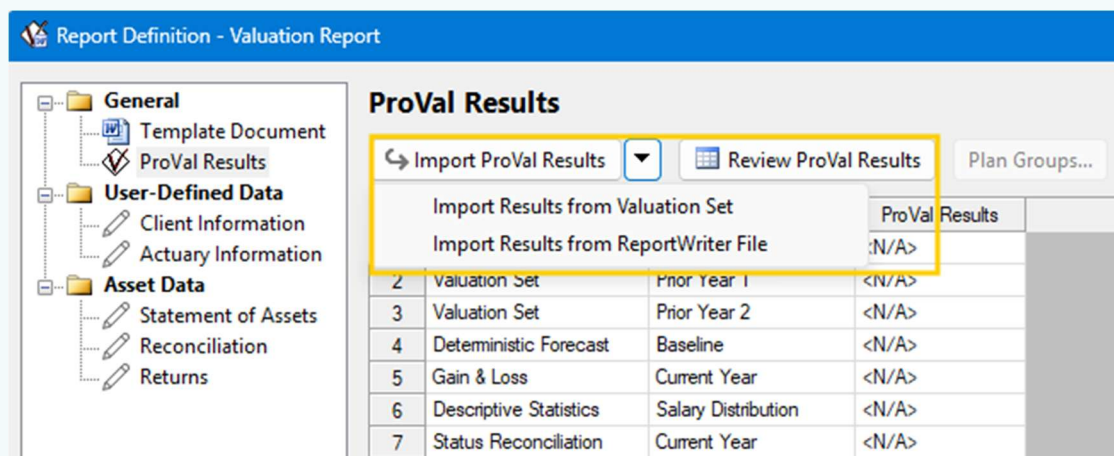 Report Definition - Valuation Report
General
Template Document
ProVal Results
User-Defined Data
Client Information
Actuary Information
Asset Data
Statement of Assets
Reconciliation
Returns
ProVal Results
Import ProVal Results Review ProVal Results Plan Groups...
Import Results from Valuation Set
Import Results from ReportWriter File
ProVal Results
<N/A>
2 Valuation Set Prior Year 1 <N/A>
3 Valuation Set Prior Year 2 <N/A>
4 Deterministic Forecast Baseline <N/A>
5 Gain & Loss Current Year <N/A>
6 Descriptive Statistics Salary Distribution <N/A>
7 Status Reconciliation Current Year <N/A>